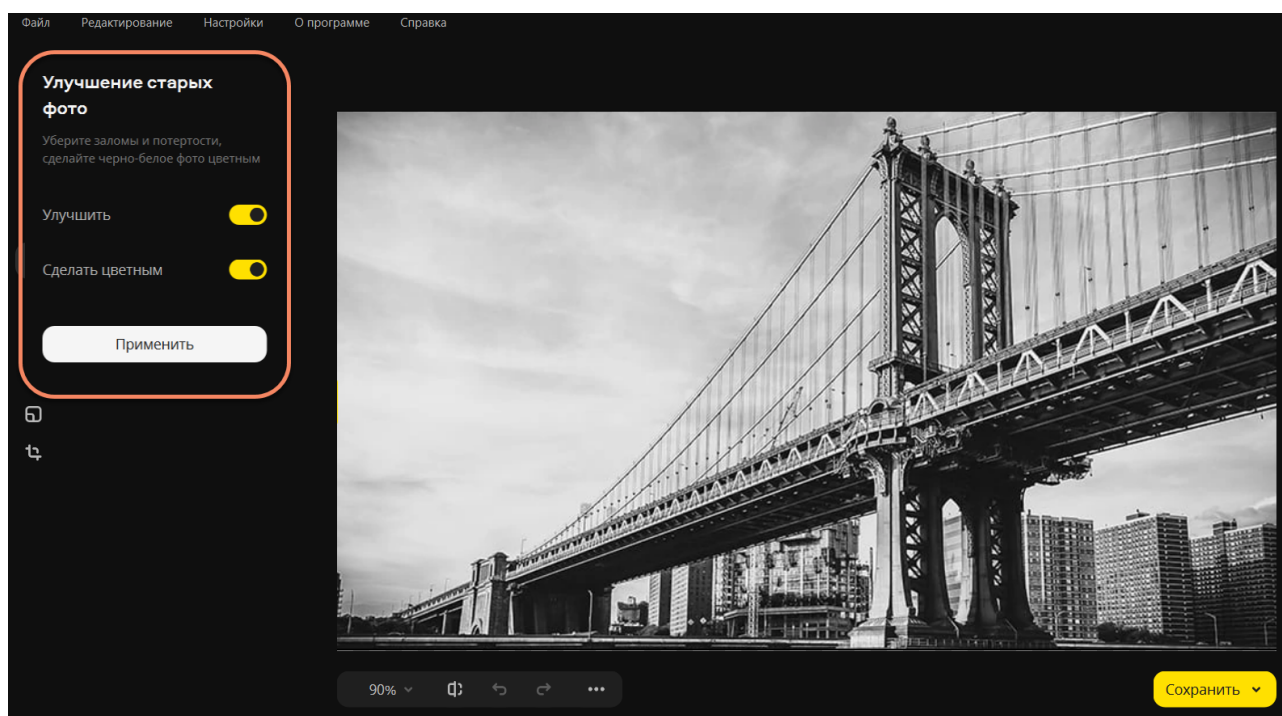 Файл Редактирование Настройки О программе Справка
Улучшение старых
фото
Уберите заломы и потертости,
сделайте черно-белое фото цветным
Улучшить
Сделать цветным
Применить
90%
Сохранить